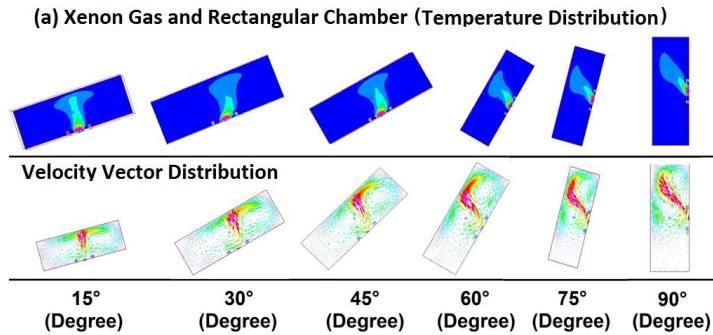 (a) Xenon Gas and Rectangular Chamber (Temperature Distribution)
Velocity Vector Distribution
15° 30° 45° 60° 75° 90°
(Degree) (Degree) (Degree) (Degree) (Degree) (Degree)